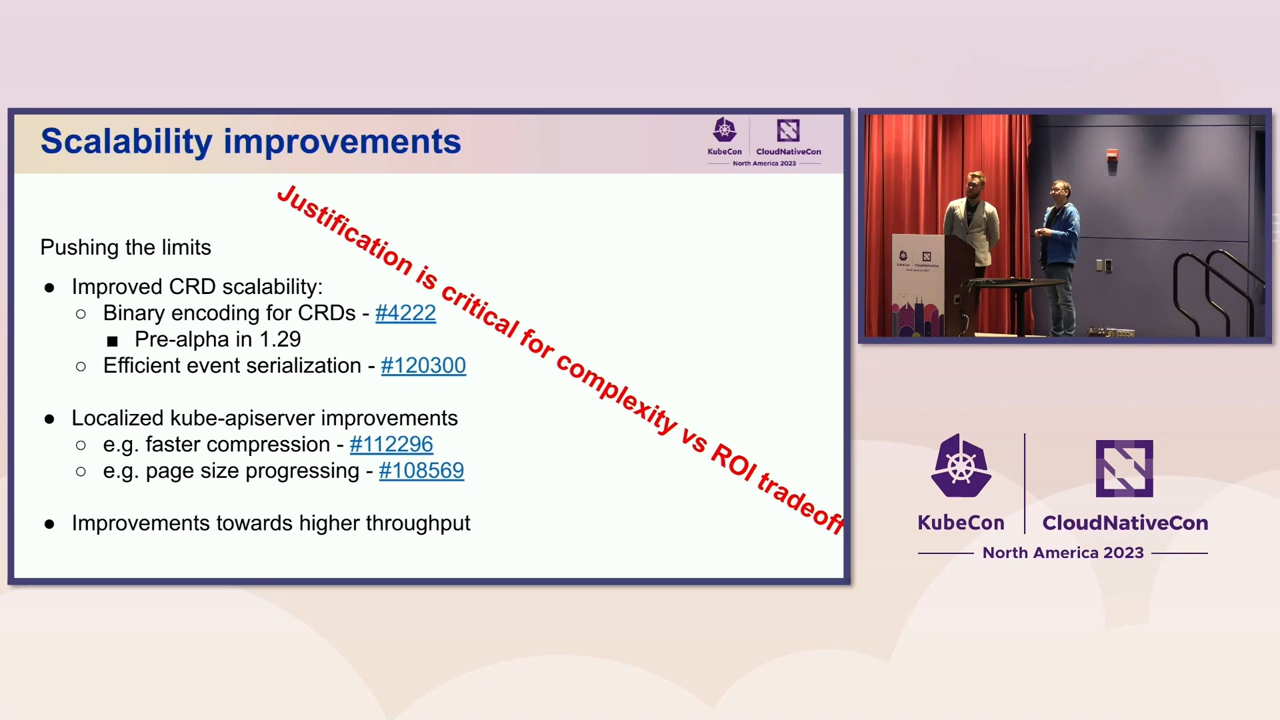 Scalability improvements
KubeCon
CloudNativeCon
North America 2023
Justification is critical for complexity vs ROI tradeoff
Pushing the limits
● Improved CRD scalability:
○ Binary encoding for CRDs - #4222
■ Pre-alpha in 1.29
○ Efficient event serialization - #120300
● Localized kube-apiserver improvements
○ e.g. faster compression - #112296
○ e.g. page size progressing - #108569
● Improvements towards higher throughput
KubeCon
CloudNativeCon
North America 2023